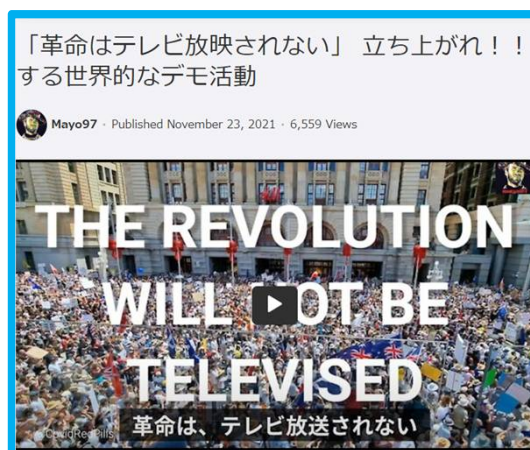 「革命はテレビ放映されない」 立ち上がれ！！
する世界的なデモ活動
Mayo97 · Published November 23, 2021 · 6,559 Views
THE REVOLUTION
WILL NOT BE
TELEVISED
革命は、テレビ放送されない